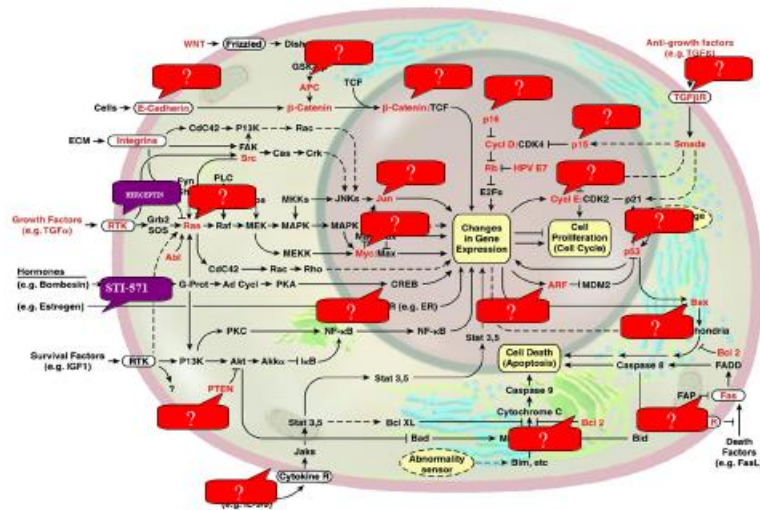 WNT Frizzled
GSK
Anti-growth factors
(e.g. TGFß)
?
?
?
?
APC
TCF
TGFßR
Cells E-Cadherin β-Catenin β-Catenin:TCF
p16
?
?
CdC42 P13K Rac
Cycl D:CDK4 p15 Smads
ECM Integrins
FAK
Rb HPV E7
Src Cas Crk
?
E2Fs
PLC
HERCEPTIN
?
?
MKKs JNKs Jun
Cycl E:CDK2 p21
Growth Factors
(e.g. TGFα)
RTK Grb2
SOS
Ras Raf MEK MAPK MAPK
?
Changes
in Gene
Expression
Cell
Proliferation
(Cell Cycle)
?
p53
MEKK Myc:Max
Abl
CdC42 Rac Rho
Hormones
(e.g. Bombesin)
STI-571
G-Prot Ad Cycl PKA CREB
ARF MDM2
(e.g. Estrogen)
R (e.g. ER)
Bax
?
?
?
PKC NF-κB NF-κB
Stat 3,5
Bcl 2
Survival Factors
(e.g. IGF1)
RTK P13K Akt Akkα IκB
Cell Death
(Apoptosis)
Caspase 8 FADD
?
PTEN
Stat 3,5
Caspase 9
FAP Fas
?
Cytochrome C
Stat 3,5 Bcl XL
Bcl 2
?
R
?
Bad
Bid
Death
Factors
(e.g. FasL)
Jaks
Abnormality
sensor
Bim, etc
Cytokine R
?